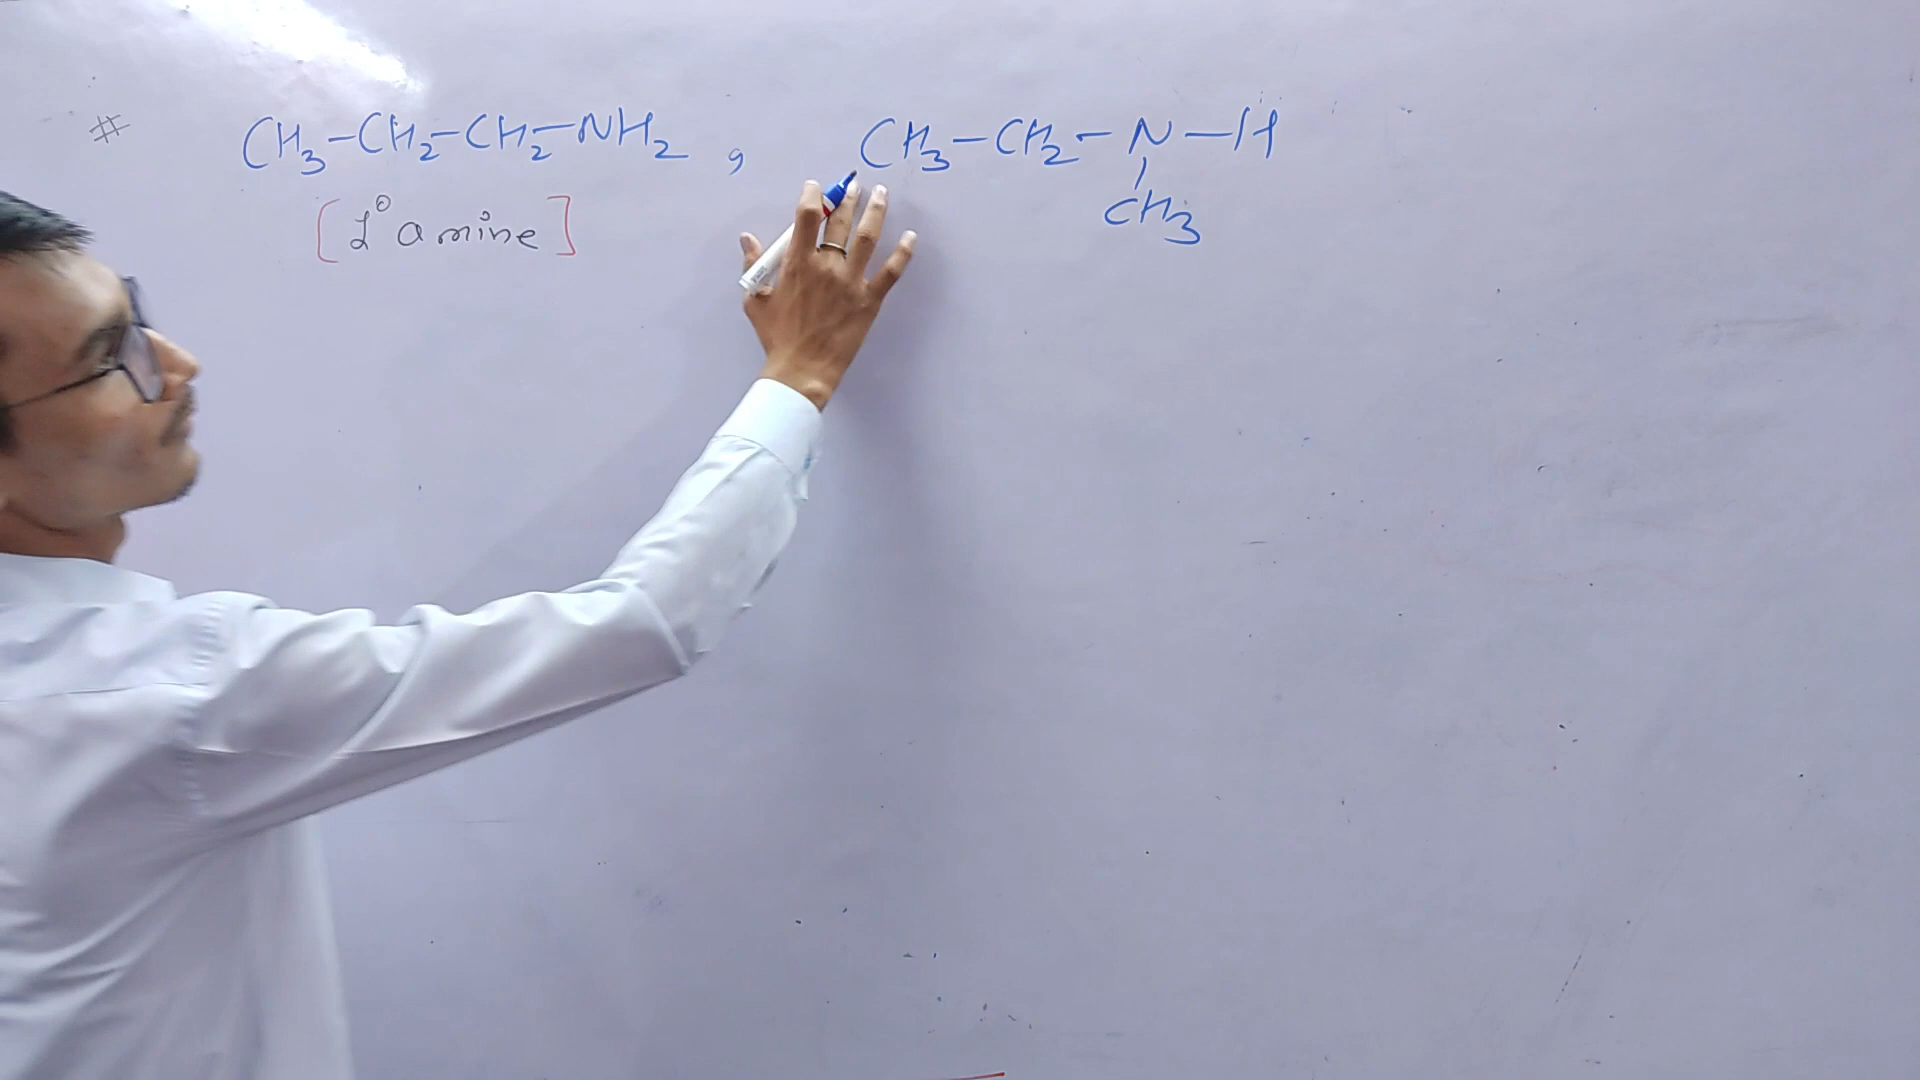 # CH₃-CH₂-CH₂-NH₂ , CH₃-CH₂-N-H
CH₃
[1° amine]